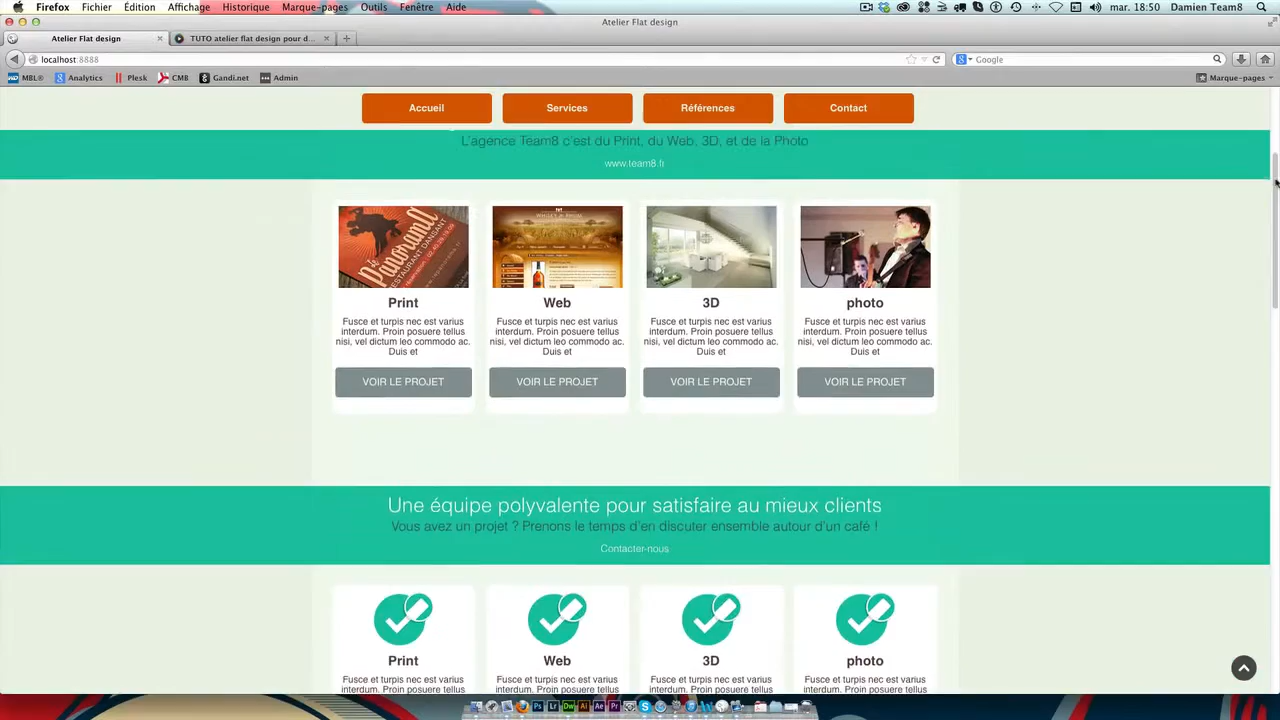 Firefox Fichier Édition Affichage Historique Marque-pages Outils Fenêtre Aide mar. 18:50 Damien Team8
Atelier Flat design
Atelier Flat design × TUTO atelier flat design pour d... × +
localhost:8888 Google
MBL® Analytics Plesk CMB Gandi.net Admin Marque-pages
Accueil Services Références Contact
L'agence Team8 c'est du Print, du Web, 3D, et de la Photo
www.team8.fr
Print Web 3D photo
Fusce et turpis nec est varius Fusce et turpis nec est varius Fusce et turpis nec est varius Fusce et turpis nec est varius
interdum. Proin posuere tellus interdum. Proin posuere tellus interdum. Proin posuere tellus interdum. Proin posuere tellus
nisi, vel dictum leo commodo ac. nisi, vel dictum leo commodo ac. nisi, vel dictum leo commodo ac. nisi, vel dictum leo commodo ac.
Duis et Duis et Duis et Duis et
VOIR LE PROJET VOIR LE PROJET VOIR LE PROJET VOIR LE PROJET
Une équipe polyvalente pour satisfaire au mieux clients
Vous avez un projet ? Prenons le temps d'en discuter ensemble autour d'un café !
Contacter-nous
Print Web 3D photo
Fusce et turpis nec est varius Fusce et turpis nec est varius Fusce et turpis nec est varius Fusce et turpis nec est varius
interdum. Proin posuere tellus interdum. Proin posuere tellus interdum. Proin posuere tellus interdum. Proin posuere tellus